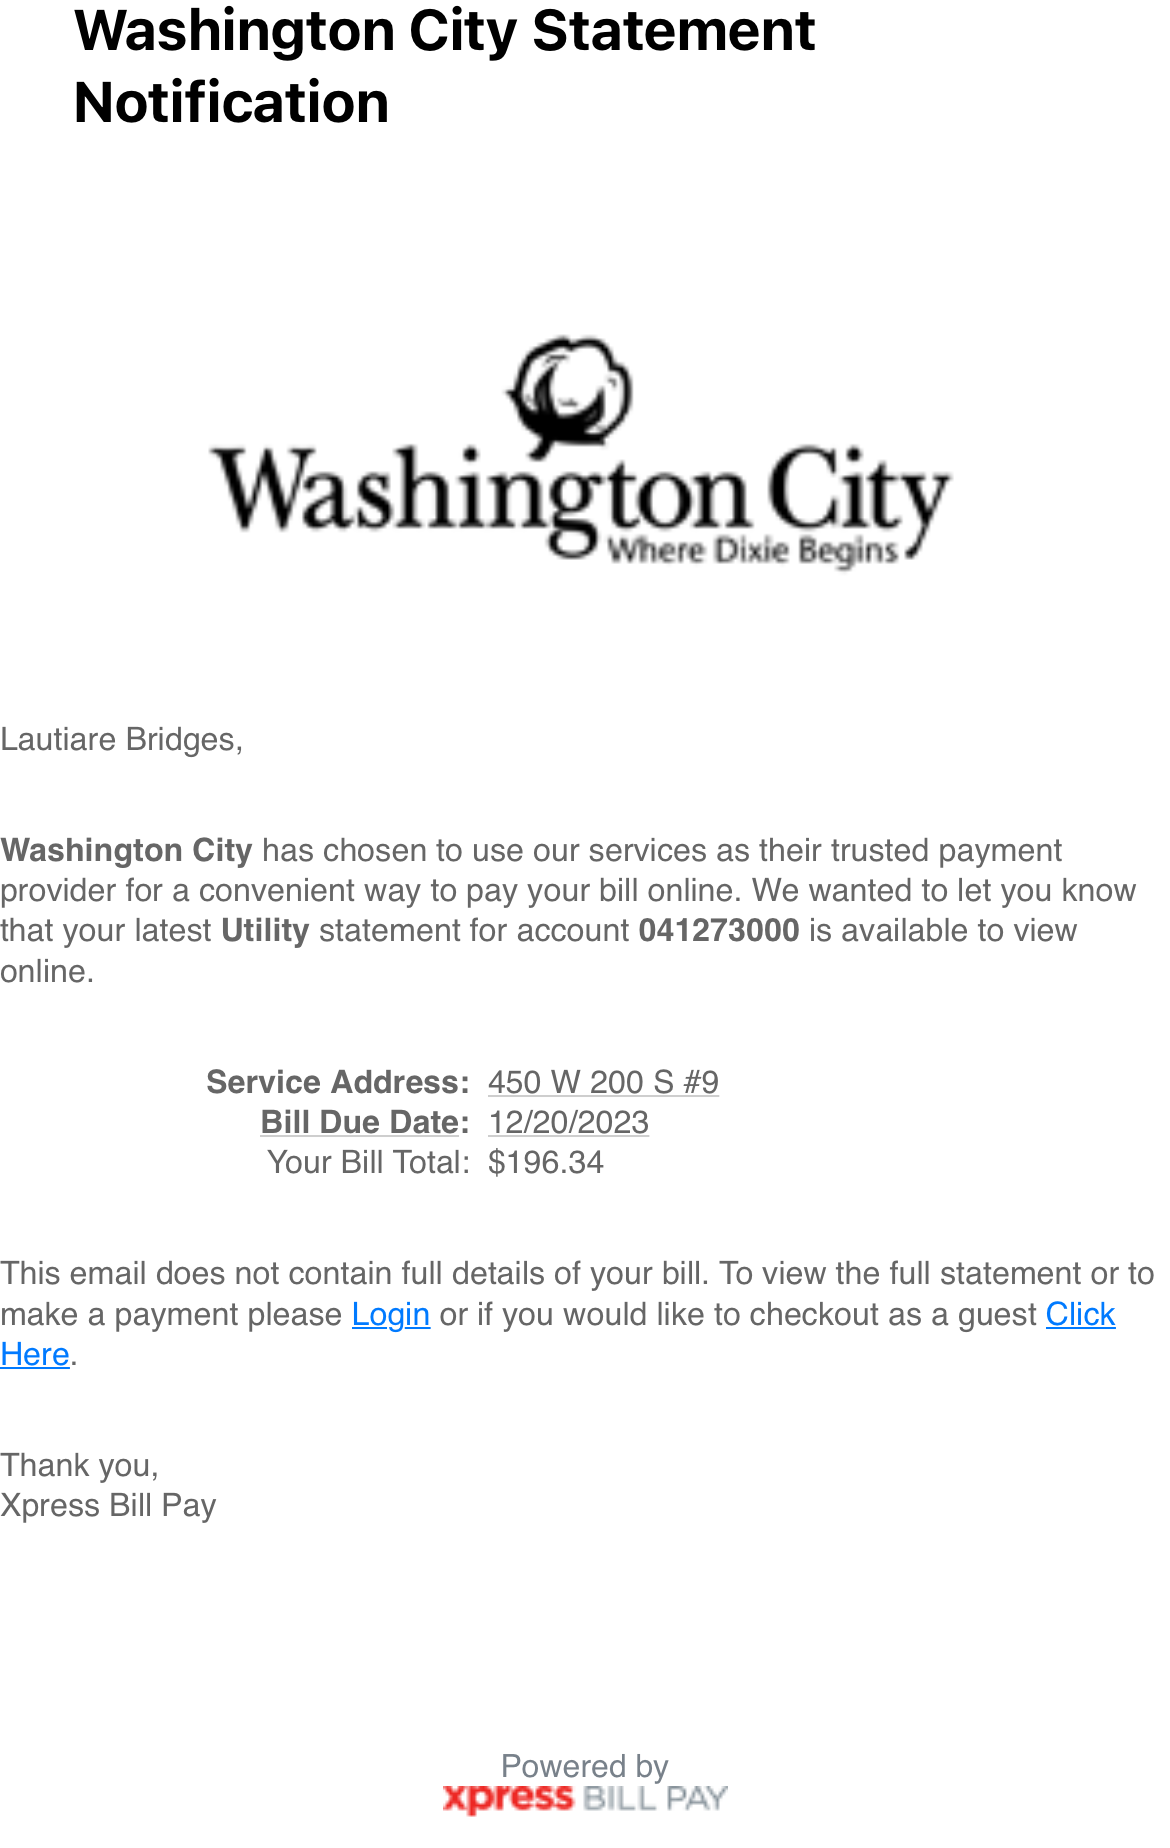 Washington City Statement
Notification
Washington City
Where Dixie Begins
Lautiare Bridges,
Washington City has chosen to use our services as their trusted payment
provider for a convenient way to pay your bill online. We wanted to let you know
that your latest Utility statement for account 041273000 is available to view
online.
Service Address: 450 W 200 S #9
Bill Due Date: 12/20/2023
Your Bill Total: $196.34
This email does not contain full details of your bill. To view the full statement or to
make a payment please Login or if you would like to checkout as a guest Click
Here.
Thank you,
Xpress Bill Pay
Powered by
xpress BILL PAY